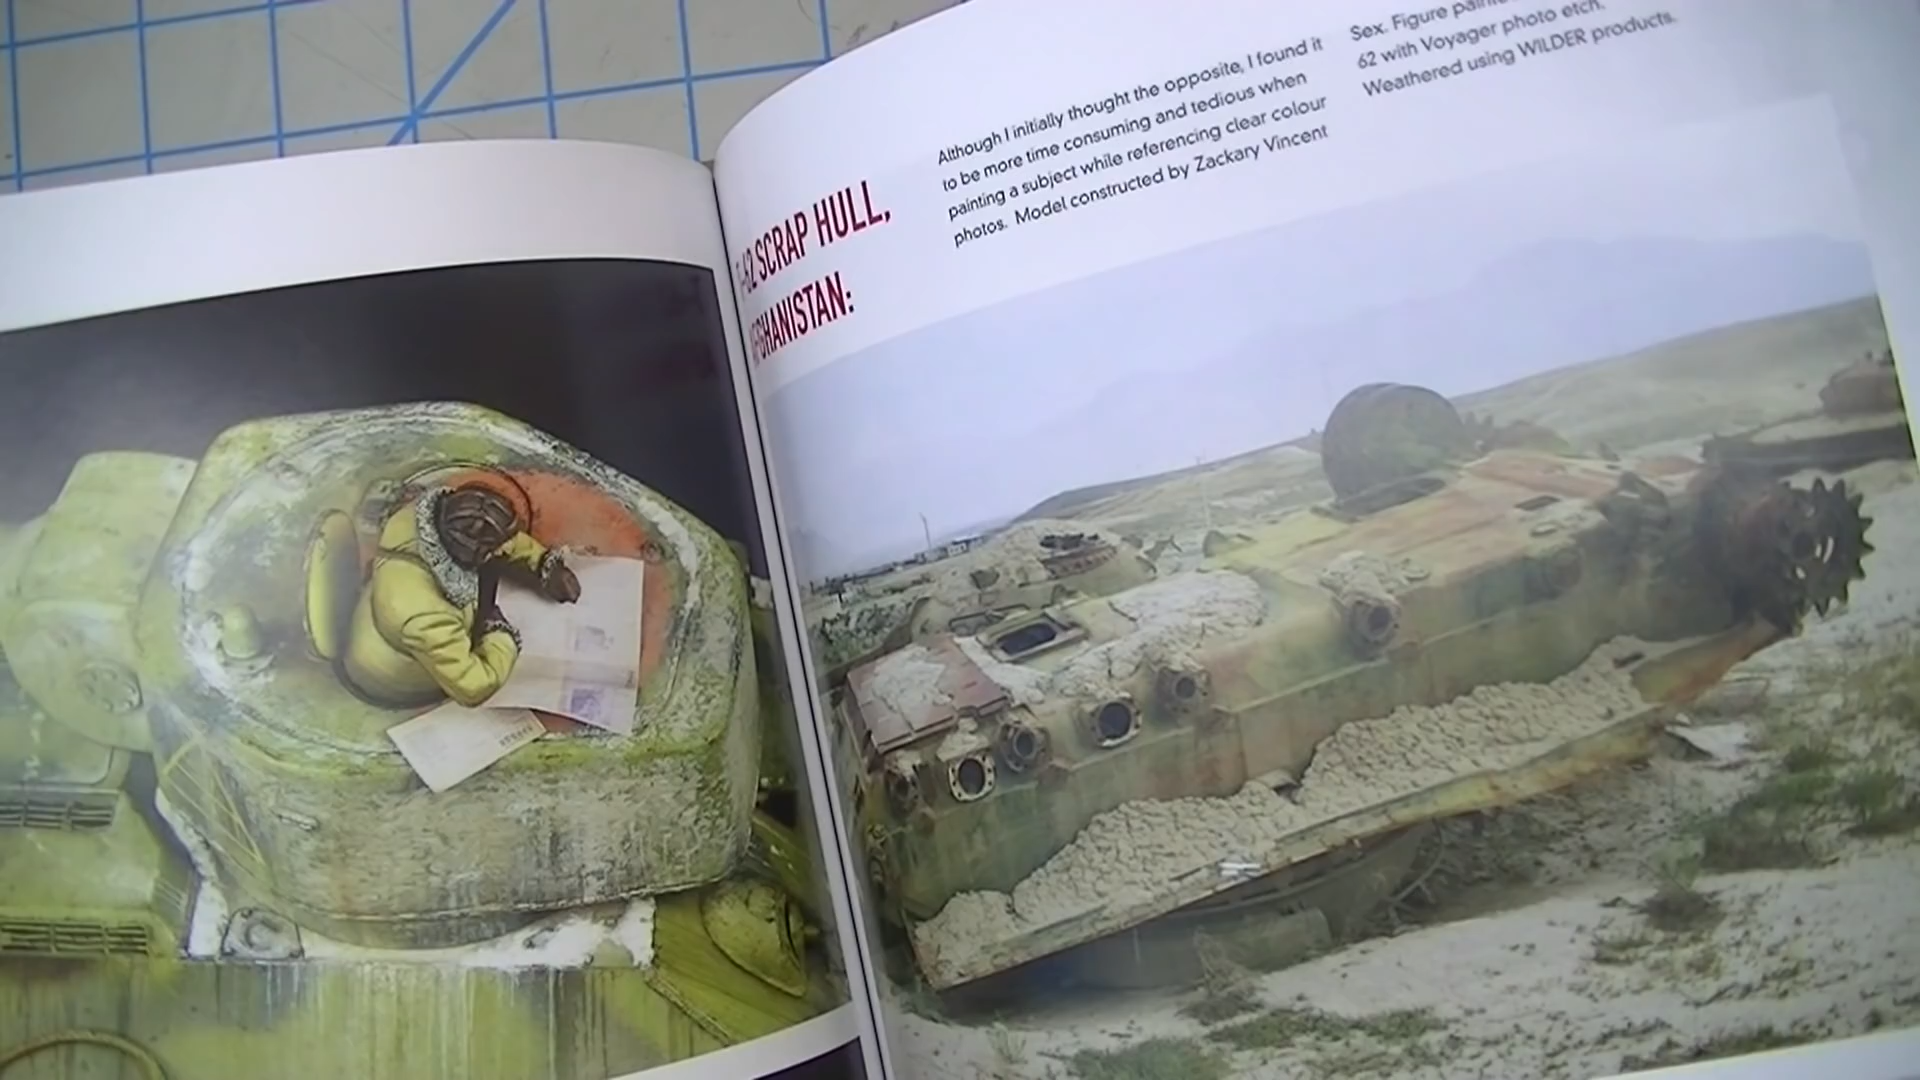 -62 SCRAP HULL,
AFGHANISTAN:
Although I initially thought the opposite, I found it
to be more time consuming and tedious when
painting a subject while referencing clear colour
photos. Model constructed by Zackary Vincent
Sex. Figure
62 with Voyager photo etch.
Weathered using WILDER products.